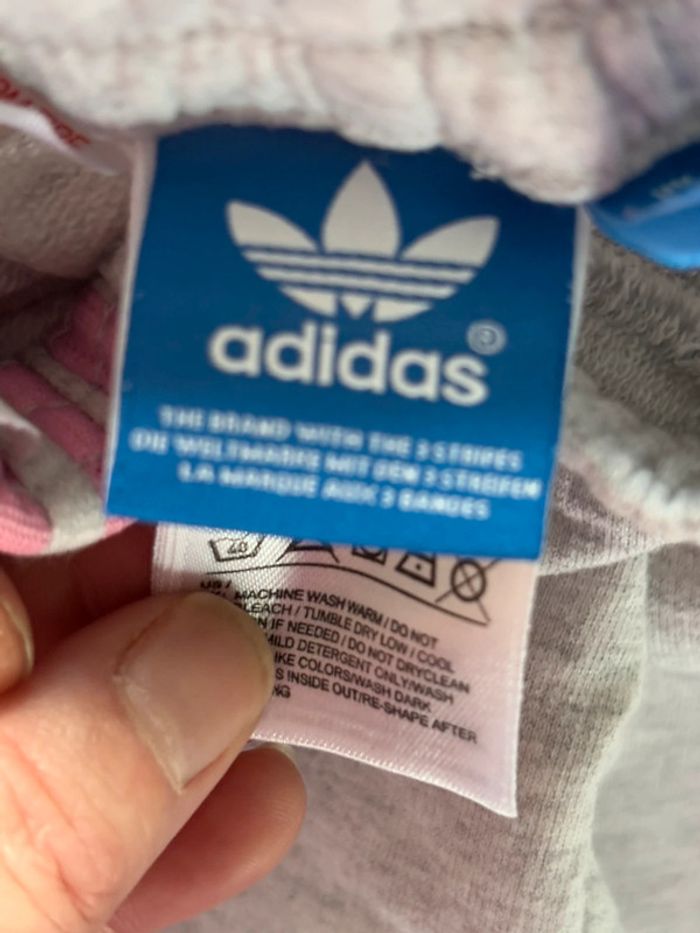 adidas
THE BRAND WITH THE 3 STRIPES
DIE WELTMARKE MIT DEN 3 STREIFEN
LA MARQUE AUX 3 BANDES
40
US/
MACHINE WASH WARM / DO NOT
BLEACH / TUMBLE DRY LOW / COOL
IF NEEDED / DO NOT DRYCLEAN
MILD DETERGENT ONLY/WASH
COLORS/WASH DARK
INSIDE OUT/RE-SHAPE AFTER